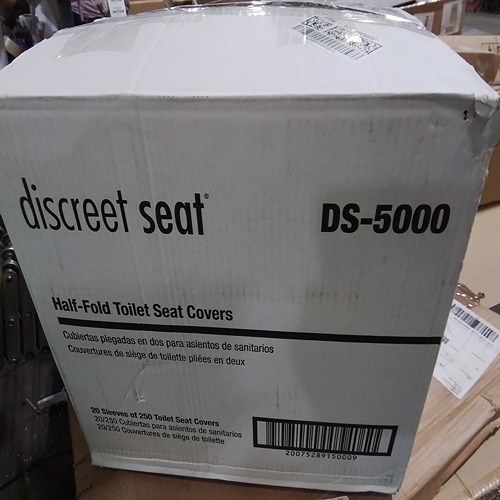 discreet seat®
DS-5000
Half-Fold Toilet Seat Covers
Cubiertas plegadas en dos para asientos de sanitarios
Couvertures de siège de toilette pliées en deux
20 Sleeves of 250 Toilet Seat Covers
20/250 Cubiertas para asientos de sanitarios
20/250 Couvertures de siège de toilette
20075289150009